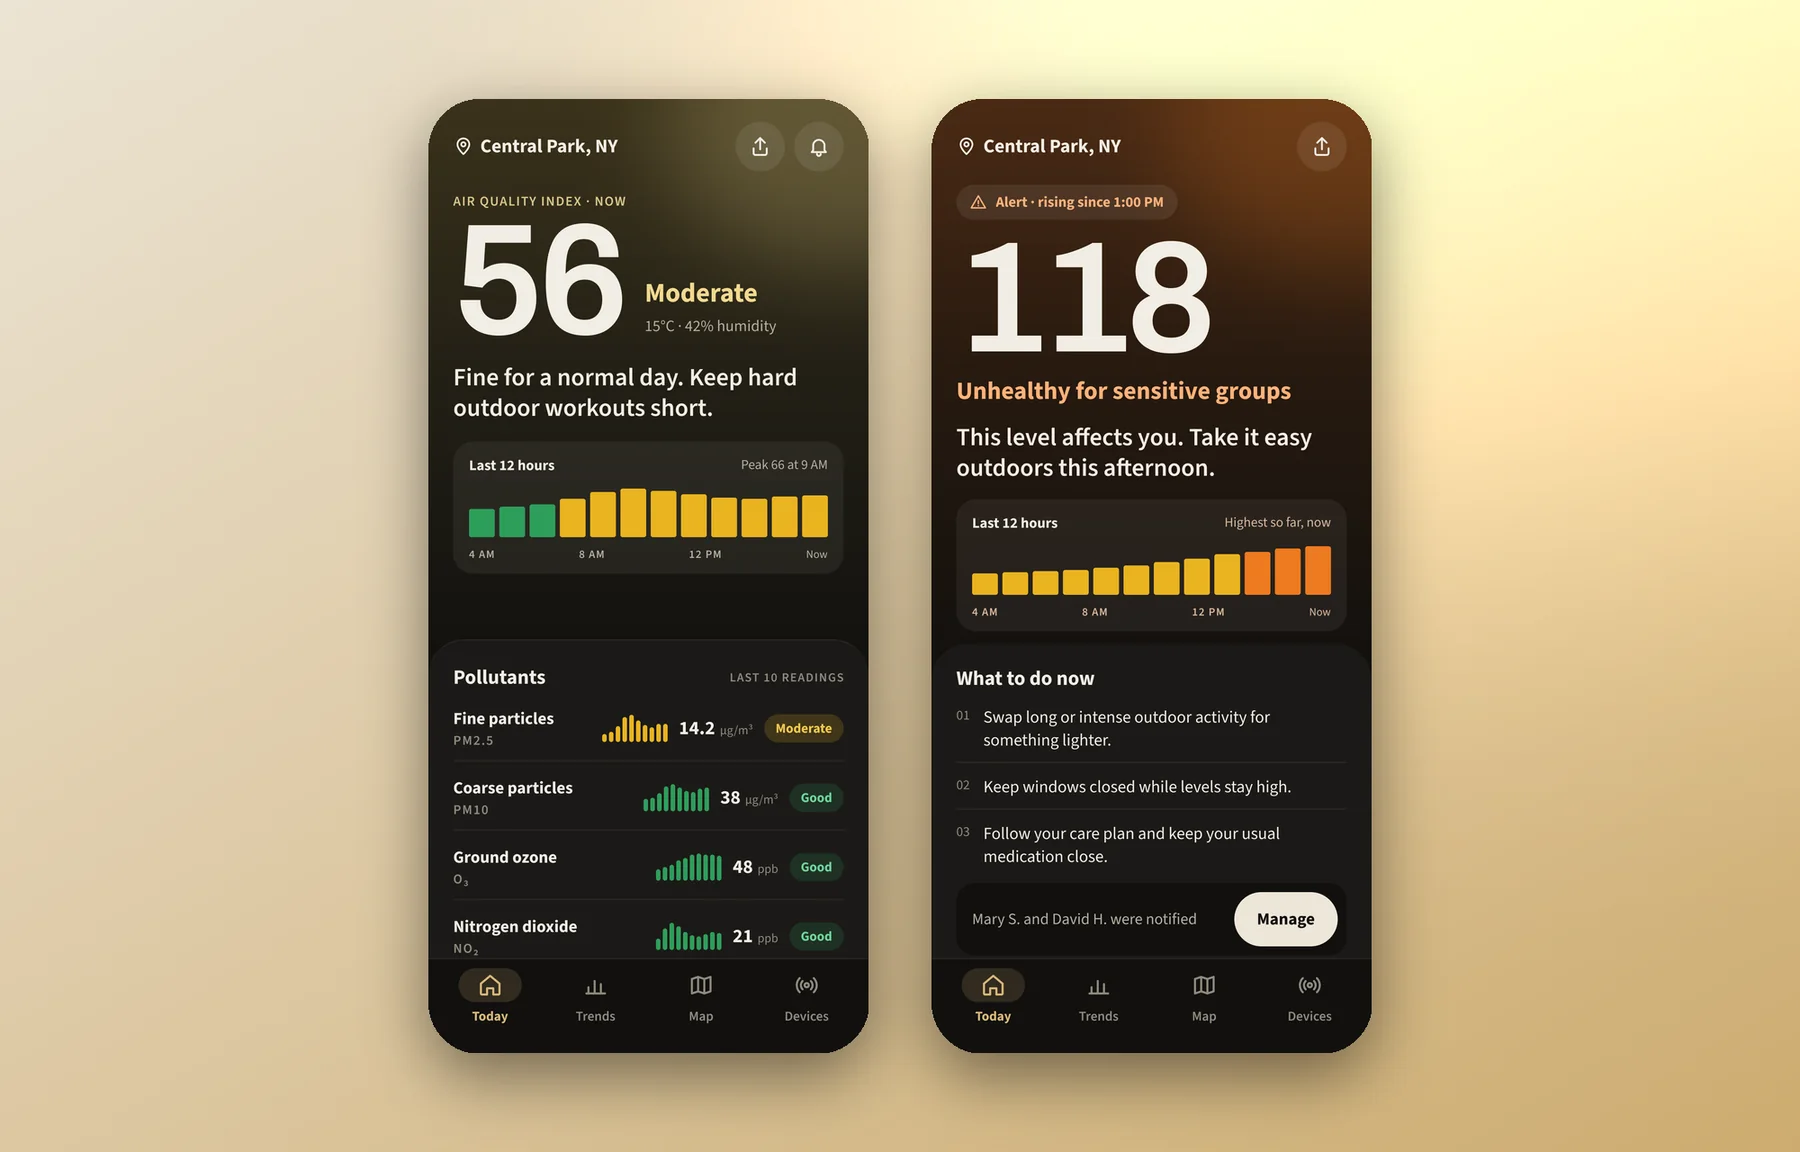 Central Park, NY
AIR QUALITY INDEX · NOW
56
Moderate
15°C · 42% humidity
Fine for a normal day. Keep hard
outdoor workouts short.
Last 12 hours
Peak 66 at 9 AM
4 AM 8 AM 12 PM Now
Pollutants
LAST 10 READINGS
Fine particles
PM2.5
14.2 µg/m³ Moderate
Coarse particles
PM10
38 µg/m³ Good
Ground ozone
O₃
48 ppb Good
Nitrogen dioxide
NO₂
21 ppb Good
Today Trends Map Devices
Central Park, NY
Alert · rising since 1:00 PM
118
Unhealthy for sensitive groups
This level affects you. Take it easy
outdoors this afternoon.
Last 12 hours
Highest so far, now
4 AM 8 AM 12 PM Now
What to do now
01 Swap long or intense outdoor activity for
something lighter.
02 Keep windows closed while levels stay high.
03 Follow your care plan and keep your usual
medication close.
Mary S. and David H. were notified
Manage
Today Trends Map Devices